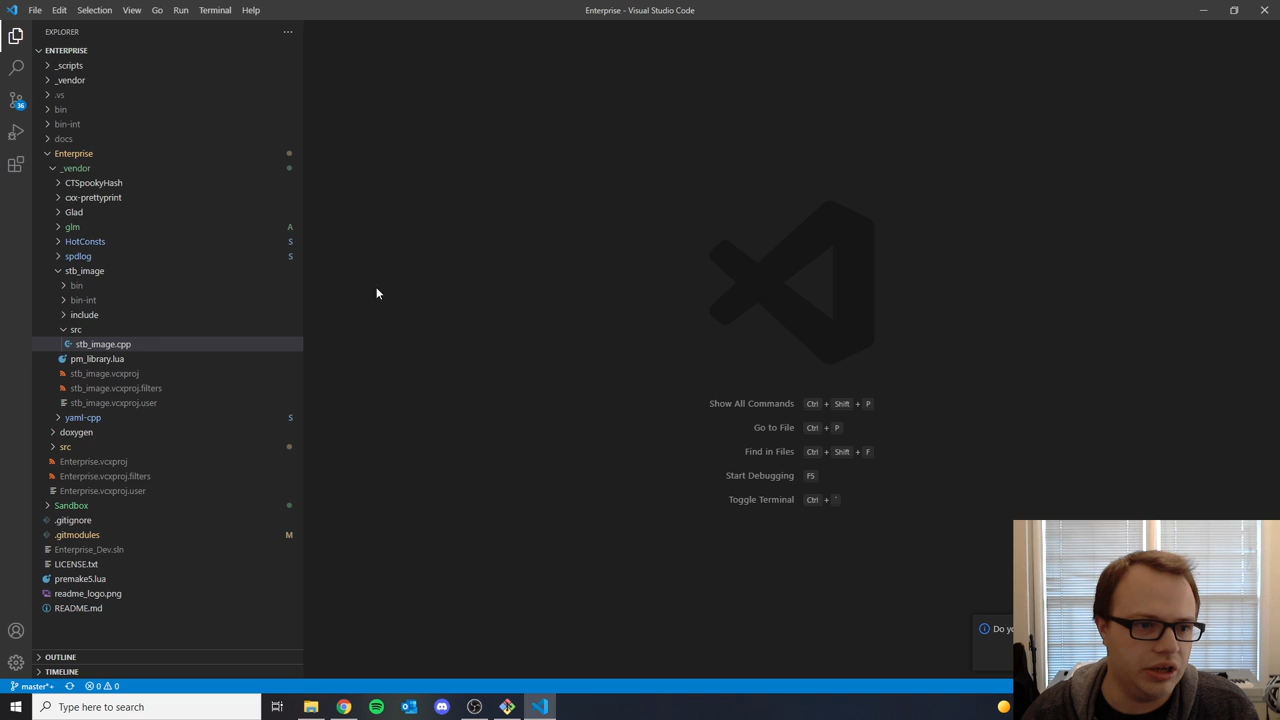 File Edit Selection View Go Run Terminal Help
Enterprise - Visual Studio Code
EXPLORER
ENTERPRISE
_scripts
_vendor
.vs
bin
bin-int
docs
Enterprise
_vendor
CTSpookyHash
cxx-prettyprint
Glad
glm A
HotConsts S
spdlog S
stb_image
bin
bin-int
include
src
stb_image.cpp
pm_library.lua
stb_image.vcxproj
stb_image.vcxproj.filters
stb_image.vcxproj.user
yaml-cpp S
doxygen
src
Enterprise.vcxproj
Enterprise.vcxproj.filters
Enterprise.vcxproj.user
Sandbox
.gitignore
.gitmodules M
Enterprise_Dev.sln
LICENSE.txt
premake5.lua
readme_logo.png
README.md
OUTLINE
TIMELINE
36
Show All Commands Ctrl + Shift + P
Go to File Ctrl + P
Find in Files Ctrl + Shift + F
Start Debugging F5
Toggle Terminal Ctrl + `
Do yo
master*+ 0 0
Type here to search